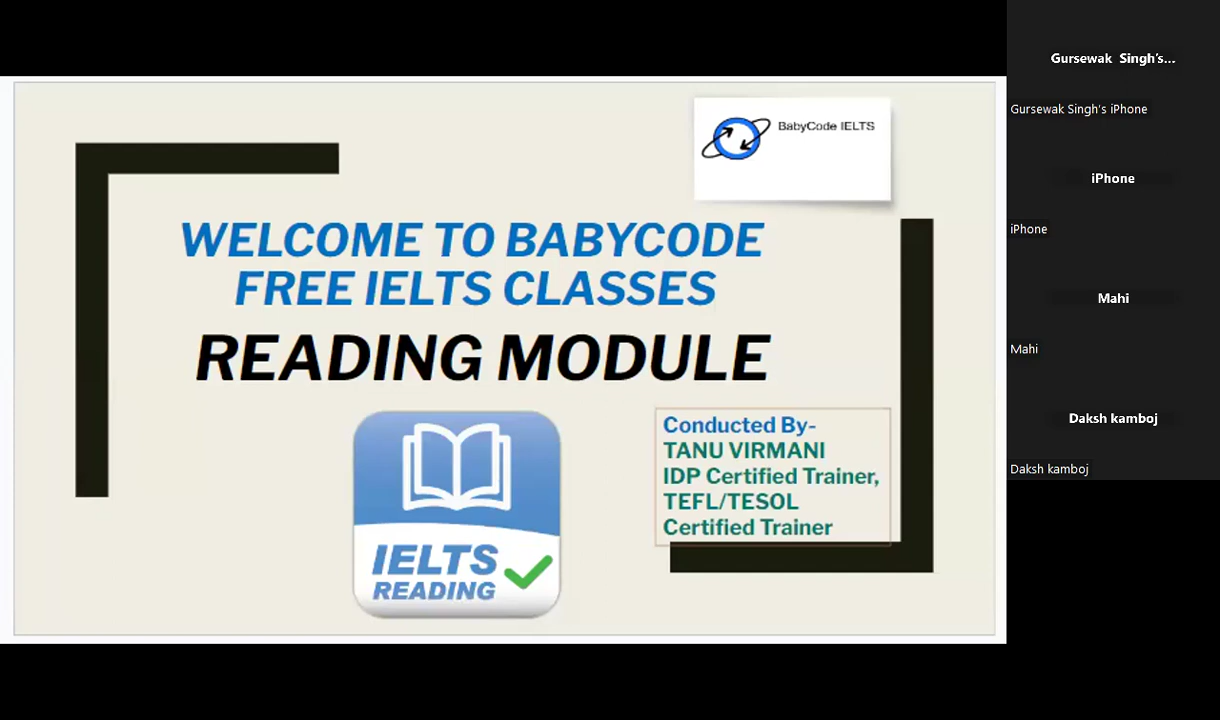 BabyCode IELTS
WELCOME TO BABYCODE
FREE IELTS CLASSES
READING MODULE
IELTS
READING
Conducted By-
TANU VIRMANI
IDP Certified Trainer,
TEFL/TESOL
Certified Trainer
Gursewak Singh's...
Gursewak Singh's iPhone
iPhone
iPhone
Mahi
Mahi
Daksh kamboj
Daksh kamboj